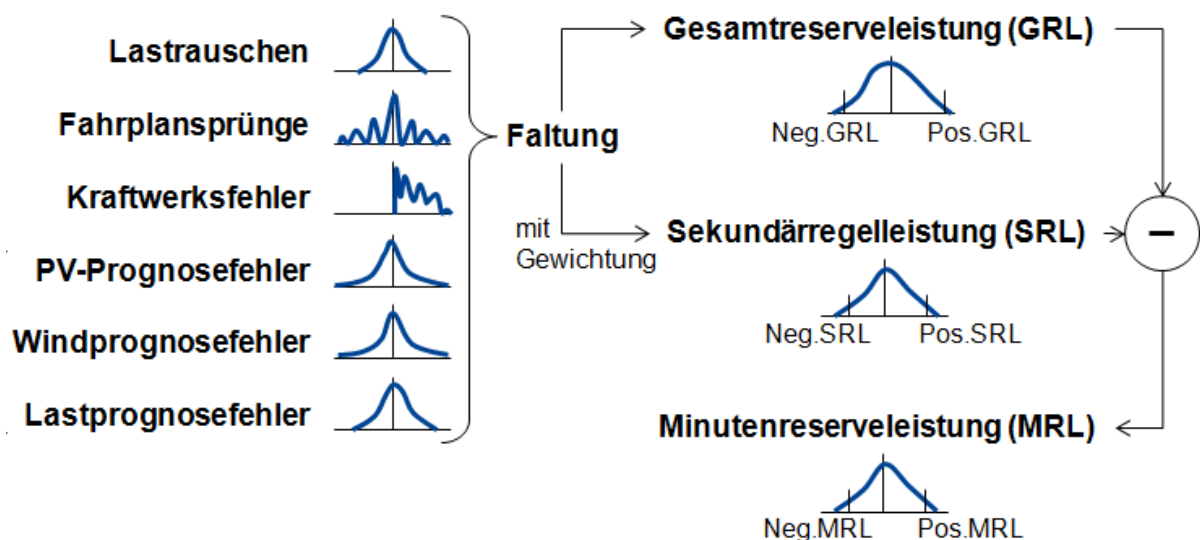 Lastrauschen
Fahrplansprünge
Kraftwerksfehler
PV-Prognosefehler
Windprognosefehler
Lastprognosefehler
Faltung
mit
Gewichtung
Gesamtreserveleistung (GRL)
Neg.GRL Pos.GRL
Sekundärregelleistung (SRL)
Neg.SRL Pos.SRL
−
Minutenreserveleistung (MRL)
Neg.MRL Pos.MRL